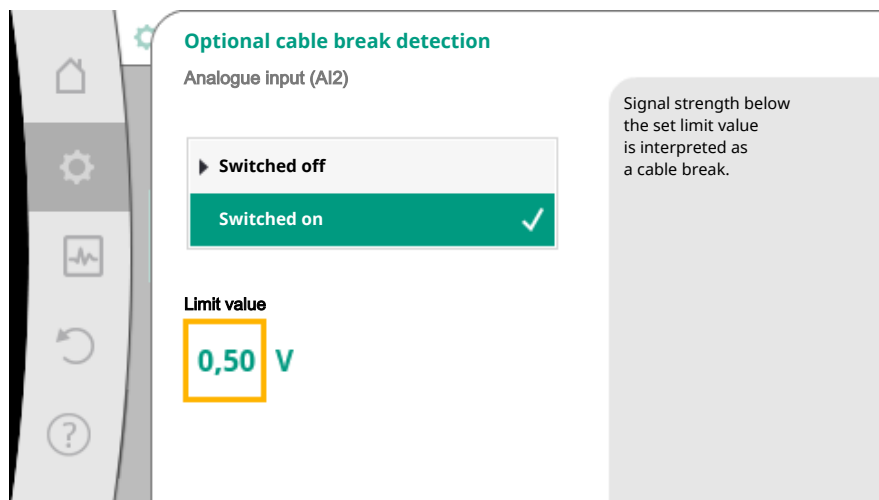 Optional cable break detection
Analogue input (AI2)
Signal strength below
the set limit value
is interpreted as
a cable break.
Switched off
Switched on
Limit value
0,50 V
?